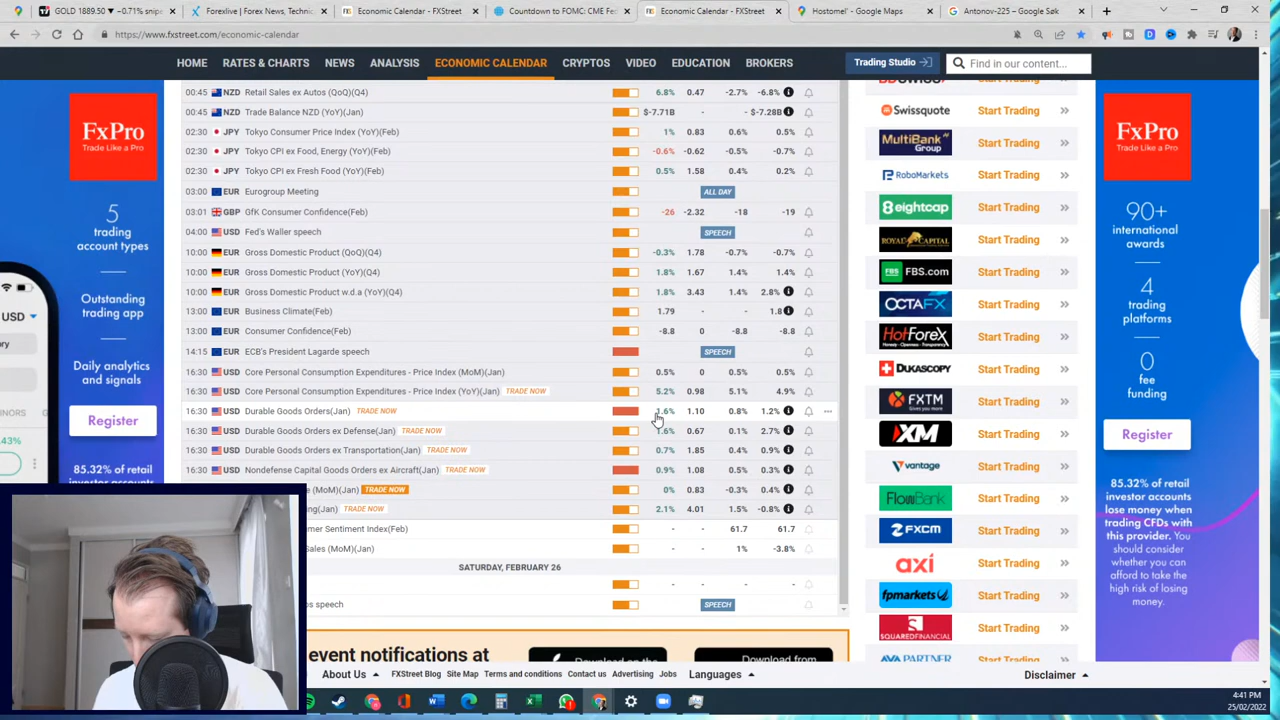 GOLD 1889.50 ▼ −0.71% sinpe
Forexlive | Forex News, Technic
Economic Calendar - FXStreet
Countdown to FOMC: CME Fed
Economic Calendar - FXStreet
Hostomel' - Google Maps
Antonov-225 – Google Søk
https://www.fxstreet.com/economic-calendar
HOME RATES & CHARTS NEWS ANALYSIS ECONOMIC CALENDAR CRYPTOS VIDEO EDUCATION BROKERS
Trading Studio
Find in our content...
00:45 NZD Retail Sales ex Autos (QoQ)(Q4) 6.8% 0.47 -2.7% -6.8%
00:45 NZD Trade Balance NZD (YoY)(Jan) $-7.71B - - $-7.28B
02:30 JPY Tokyo Consumer Price Index (YoY)(Feb) 1% 0.83 0.6% 0.5%
02:30 JPY Tokyo CPI ex Food, Energy (YoY)(Feb) -0.6% -0.62 -0.5% -0.7%
02:30 JPY Tokyo CPI ex Fresh Food (YoY)(Feb) 0.5% 1.58 0.4% 0.2%
03:00 EUR Eurogroup Meeting ALL DAY
03:01 GBP GfK Consumer Confidence(Feb) -26 -2.32 -18 -19
04:00 USD Fed's Waller speech SPEECH
10:00 EUR Gross Domestic Product (QoQ)(Q4) -0.3% 1.78 -0.7% -0.7%
10:00 EUR Gross Domestic Product (YoY)(Q4) 1.8% 1.67 1.4% 1.4%
10:00 EUR Gross Domestic Product w.d.a (YoY)(Q4) 1.8% 3.43 1.4% 2.8%
13:00 EUR Business Climate(Feb) 1.79 - 1.8
13:00 EUR Consumer Confidence(Feb) -8.8 0 -8.8 -8.8
14:15 EUR ECB's President Lagarde speech SPEECH
16:30 USD Core Personal Consumption Expenditures - Price Index (MoM)(Jan) 0.5% 0 0.5% 0.5%
16:30 USD Core Personal Consumption Expenditures - Price Index (YoY)(Jan) TRADE NOW 5.2% 0.98 5.1% 4.9%
16:30 USD Durable Goods Orders(Jan) TRADE NOW 1.6% 1.10 0.8% 1.2%
16:30 USD Durable Goods Orders ex Defense(Jan) TRADE NOW .6% 0.67 0.1% 2.7%
16:30 USD Durable Goods Orders ex Transportation(Jan) TRADE NOW 0.7% 1.85 0.4% 0.9%
16:30 USD Nondefense Capital Goods Orders ex Aircraft(Jan) TRADE NOW 0.9% 1.08 0.5% 0.3%
(MoM)(Jan) TRADE NOW 0% 0.83 -0.3% 0.4%
(Jan) TRADE NOW 2.1% 4.01 1.5% -0.8%
mer Sentiment Index(Feb) - - 61.7 61.7
Sales (MoM)(Jan) - - 1% -3.8%
SATURDAY, FEBRUARY 26
- - - -
s speech SPEECH
event notifications at
Download on the
Download from
About Us FXStreet Blog Site Map Terms and conditions Contact us Advertising Jobs Languages
Disclaimer
FxPro
Trade Like a Pro
5
trading
account types
Outstanding
trading app
Daily analytics
and signals
Register
85.32% of retail
USD
.43%
Swissquote Start Trading
MultiBank Group Start Trading
RoboMarkets Start Trading
eightcap Start Trading
ROYAL CAPITAL Start Trading
FBS.com Start Trading
OCTAFX Start Trading
HotForex Start Trading
DUKASCOPY Start Trading
FXTM Start Trading
XM Start Trading
vantage Start Trading
FLOWBANK Start Trading
FXCM Start Trading
axi Start Trading
fpmarkets Start Trading
SQUAREDFINANCIAL Start Trading
AVAPARTNER Start Trading
FxPro
Trade Like a Pro
90+
international
awards
4
trading
platforms
0
fee
funding
Register
85.32% of retail
investor accounts
lose money when
trading CFDs with
this provider. You
should consider
whether you can
afford to take the
high risk of losing
money.
4:41 PM
25/02/2022